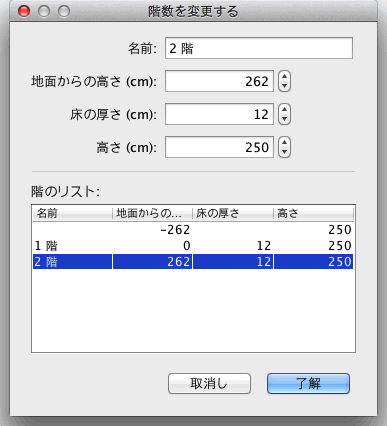 階数を変更する
名前: 2 階
地面からの高さ (cm): 262
床の厚さ (cm): 12
高さ (cm): 250
階のリスト:
名前 地面からの... 床の厚さ 高さ
-262 250
1 階 0 12 250
2 階 262 12 250
取消し 了解